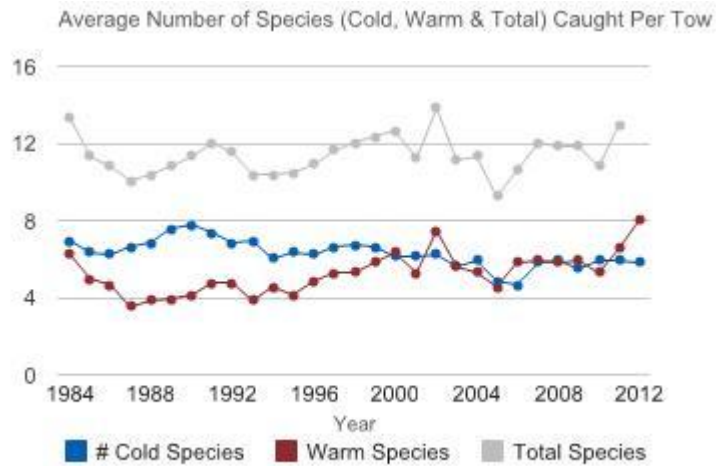 Average Number of Species (Cold, Warm & Total) Caught Per Tow
16
12
8
4
0
1984 1988 1992 1996 2000 2004 2008 2012
Year
# Cold Species Warm Species Total Species